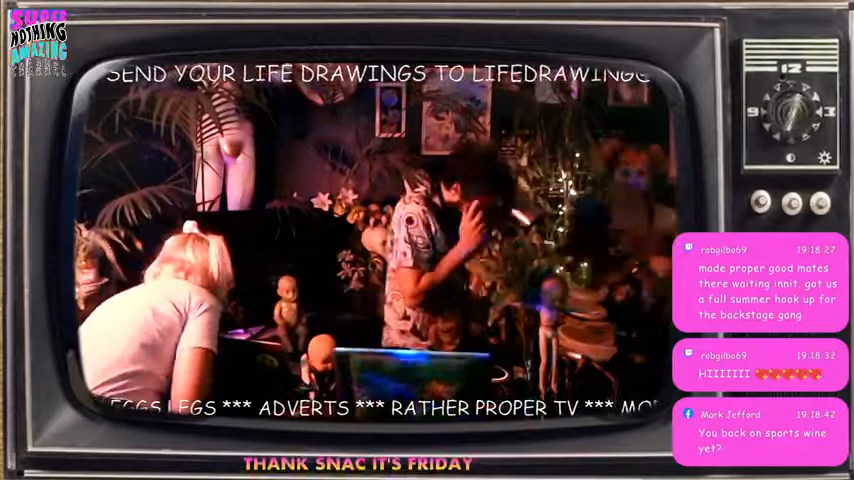 SUPER
NOTHING
AMAZING
CHANNEL
SEND YOUR LIFE DRAWINGS TO LIFEDRAWING
12
9
3
robgilbo69 19:18:27
made proper good mates
there waiting innit. got us
a full summer hook up for
the backstage gang
robgilbo69 19:18:32
HIIIIIII ❤️❤️❤️❤️❤️
Mark Jefford 19:18:42
You back on sports wine
yet?
EGGS LEGS *** ADVERTS *** RATHER PROPER TV *** MO
THANK SNAC IT'S FRIDAY